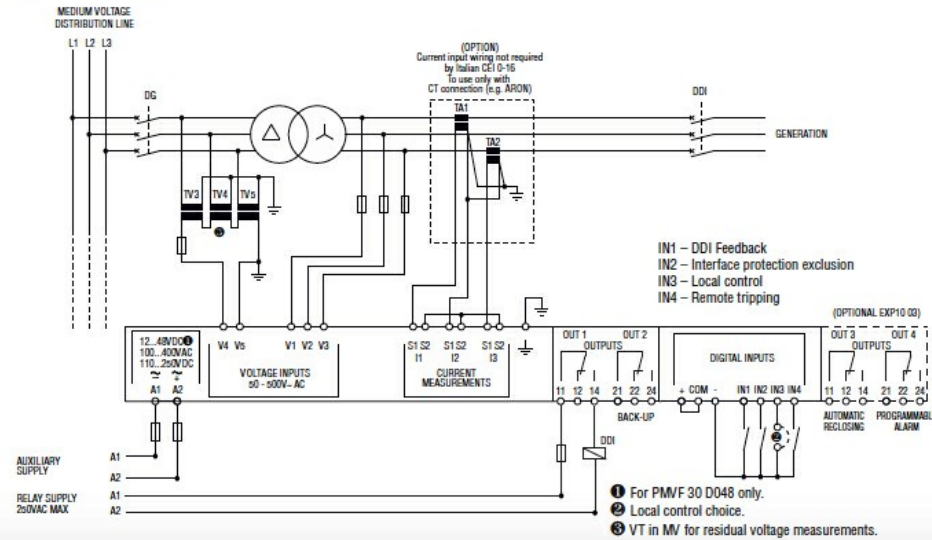 MEDIUM VOLTAGE
DISTRIBUTION LINE
L1 L2 L3
DG
(OPTION)
Current input wiring not required
by Italian CEI 0-16
To use only with
CT connection (e.g. ARON)
TA1
TA2
DDI
GENERATION
TV3 TV4 TV5
❸
IN1 – DDI Feedback
IN2 – Interface protection exclusion
IN3 – Local control
IN4 – Remote tripping
(OPTIONAL EXP10 03)
12...48VDC❶
100...400VAC
110...250VDC
A1 A2
V4 V5 V1 V2 V3
VOLTAGE INPUTS
50 - 500V~ AC
S1 S2 S1 S2 S1 S2
I1 I2 I3
CURRENT
MEASUREMENTS
OUT 1 OUT 2
OUTPUTS
11 12 14 21 22 24
BACK-UP
DIGITAL INPUTS
+ COM - IN1 IN2 IN3 IN4
❷
OUT 3 OUT 4
OUTPUTS
11 12 14 21 22 24
AUTOMATIC
RECLOSING
PROGRAMMABL
ALARM
DDI
AUXILIARY
SUPPLY
A1
A2
RELAY SUPPLY
250VAC MAX
A1
A2
❶ For PMVF 30 D048 only.
❷ Local control choice.
❸ VT in MV for residual voltage measurements.